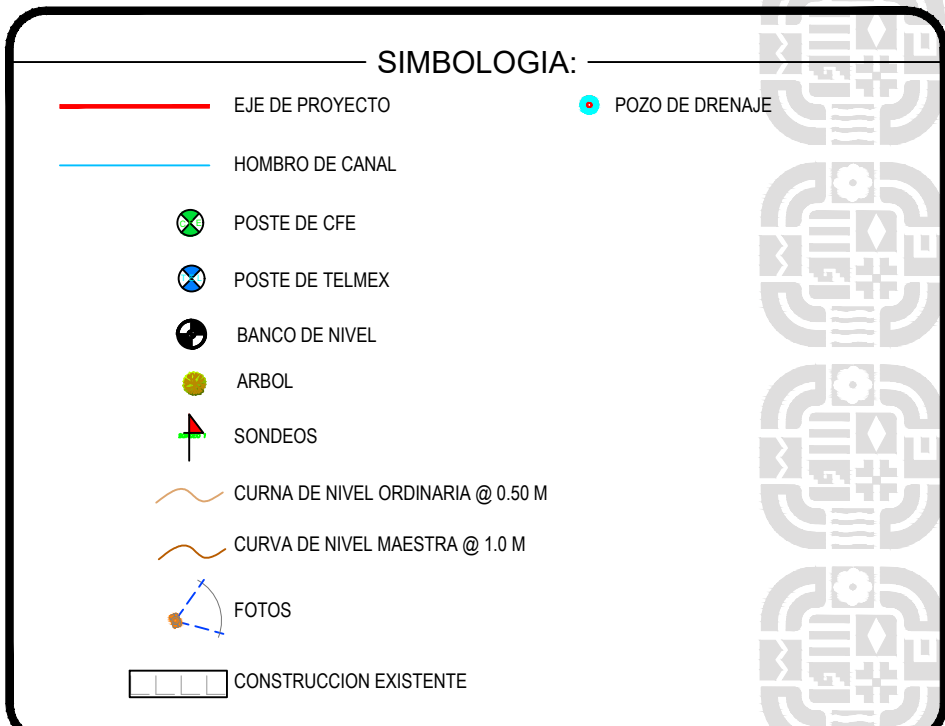 SIMBOLOGIA:
EJE DE PROYECTO
POZO DE DRENAJE
HOMBRO DE CANAL
POSTE DE CFE
POSTE DE TELMEX
BANCO DE NIVEL
ARBOL
SONDEOS
CURNA DE NIVEL ORDINARIA @ 0.50 M
CURVA DE NIVEL MAESTRA @ 1.0 M
FOTOS
CONSTRUCCION EXISTENTE